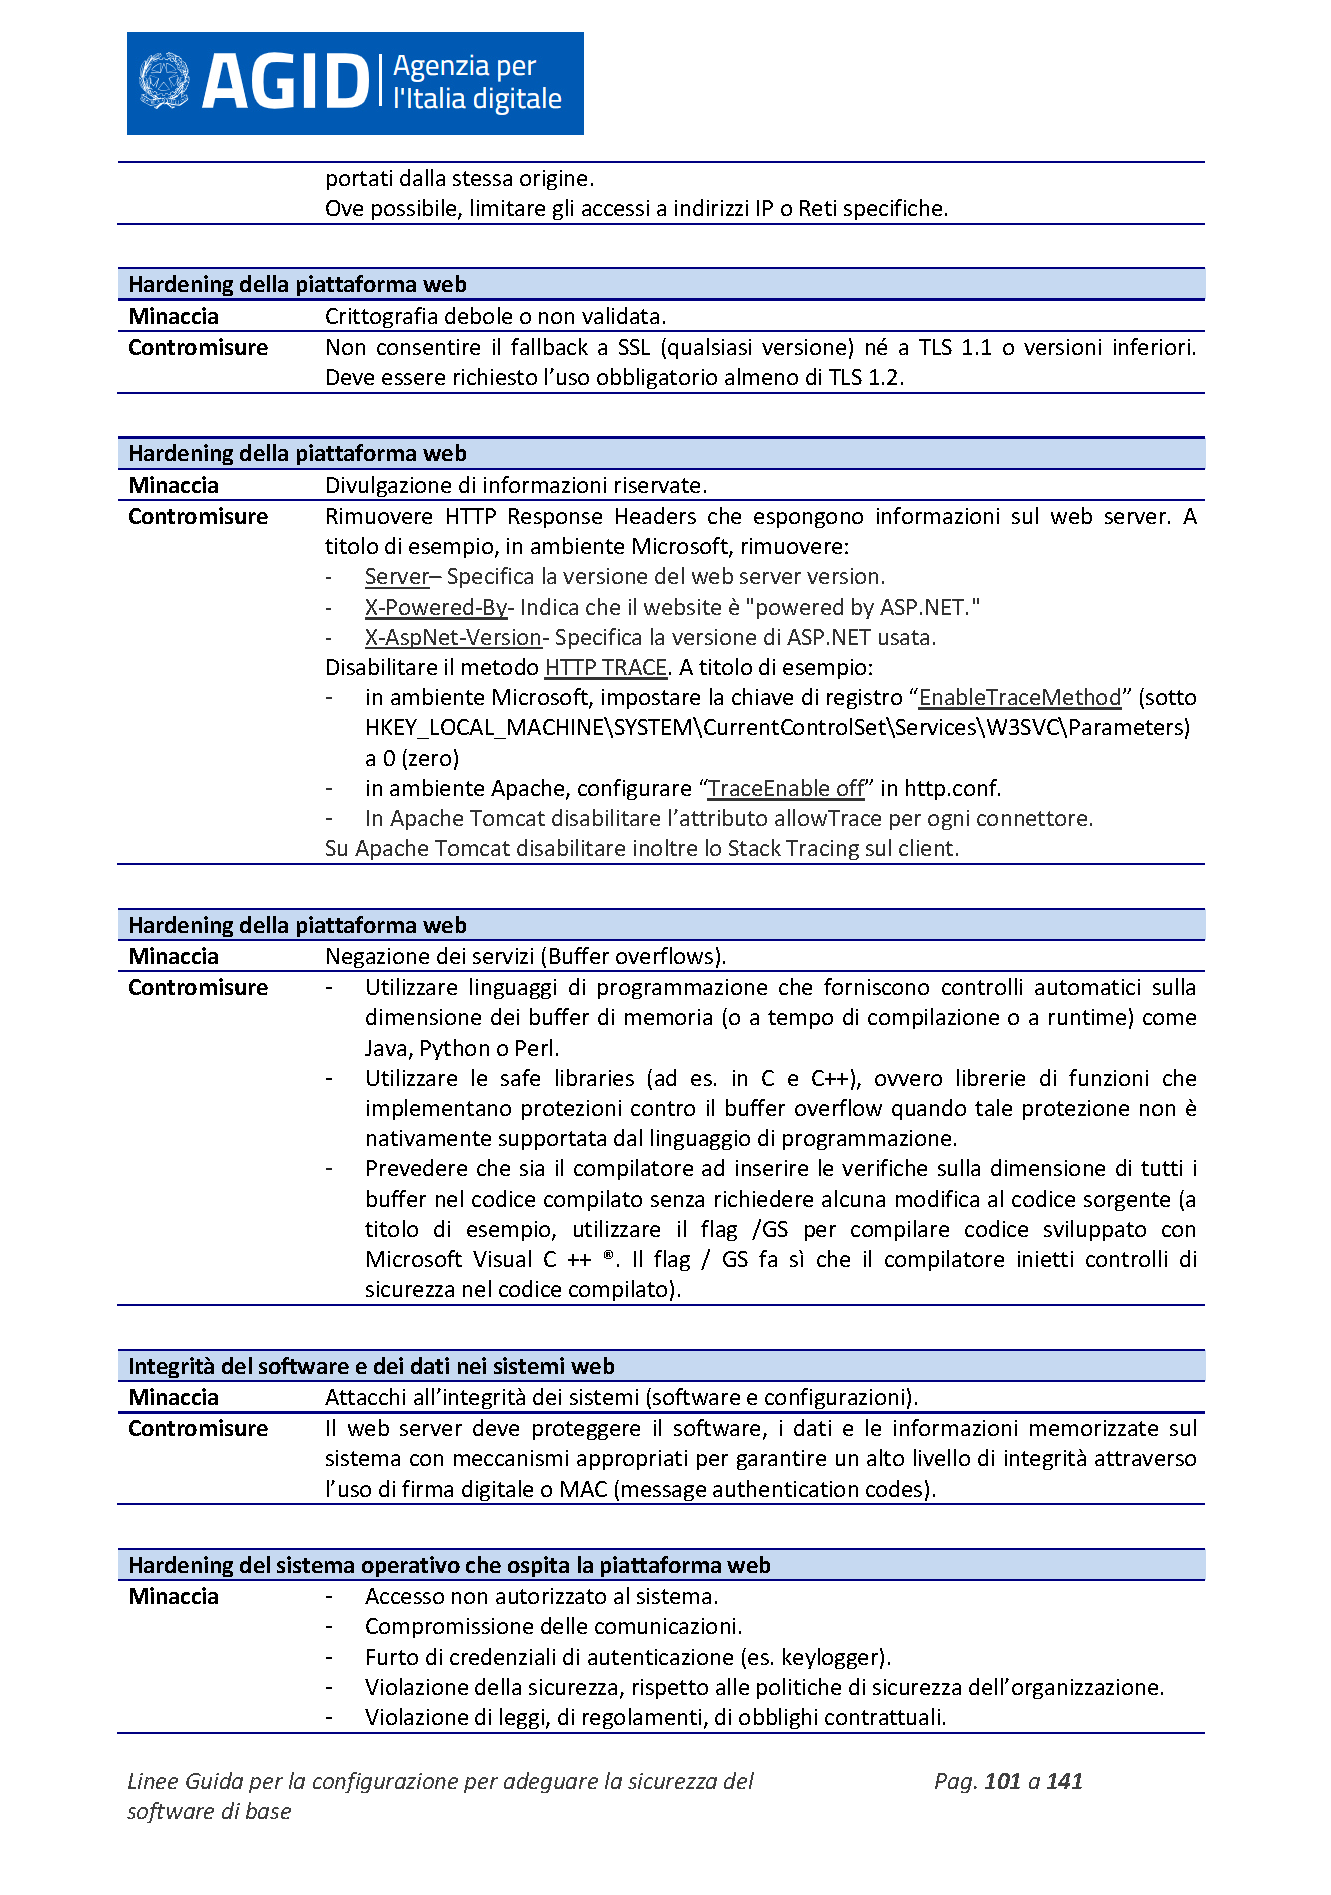 AGID Agenzia per
l'Italia digitale
portati dalla stessa origine.
Ove possibile, limitare gli accessi a indirizzi IP o Reti specifiche.
Hardening della piattaforma web
Minaccia Crittografia debole o non validata.
Contromisure Non consentire il fallback a SSL (qualsiasi versione) né a TLS 1.1 o versioni inferiori.
Deve essere richiesto l’uso obbligatorio almeno di TLS 1.2.
Hardening della piattaforma web
Minaccia Divulgazione di informazioni riservate.
Contromisure Rimuovere HTTP Response Headers che espongono informazioni sul web server. A
titolo di esempio, in ambiente Microsoft, rimuovere:
- Server– Specifica la versione del web server version.
- X-Powered-By- Indica che il website è "powered by ASP.NET."
- X-AspNet-Version- Specifica la versione di ASP.NET usata.
Disabilitare il metodo HTTP TRACE. A titolo di esempio:
- in ambiente Microsoft, impostare la chiave di registro “EnableTraceMethod” (sotto
HKEY_LOCAL_MACHINE\SYSTEM\CurrentControlSet\Services\W3SVC\Parameters)
a 0 (zero)
- in ambiente Apache, configurare “TraceEnable off” in http.conf.
- In Apache Tomcat disabilitare l’attributo allowTrace per ogni connettore.
Su Apache Tomcat disabilitare inoltre lo Stack Tracing sul client.
Hardening della piattaforma web
Minaccia Negazione dei servizi (Buffer overflows).
Contromisure - Utilizzare linguaggi di programmazione che forniscono controlli automatici sulla
dimensione dei buffer di memoria (o a tempo di compilazione o a runtime) come
Java, Python o Perl.
- Utilizzare le safe libraries (ad es. in C e C++), ovvero librerie di funzioni che
implementano protezioni contro il buffer overflow quando tale protezione non è
nativamente supportata dal linguaggio di programmazione.
- Prevedere che sia il compilatore ad inserire le verifiche sulla dimensione di tutti i
buffer nel codice compilato senza richiedere alcuna modifica al codice sorgente (a
titolo di esempio, utilizzare il flag /GS per compilare codice sviluppato con
Microsoft Visual C ++ ®. Il flag / GS fa sì che il compilatore inietti controlli di
sicurezza nel codice compilato).
Integrità del software e dei dati nei sistemi web
Minaccia Attacchi all’integrità dei sistemi (software e configurazioni).
Contromisure Il web server deve proteggere il software, i dati e le informazioni memorizzate sul
sistema con meccanismi appropriati per garantire un alto livello di integrità attraverso
l’uso di firma digitale o MAC (message authentication codes).
Hardening del sistema operativo che ospita la piattaforma web
Minaccia - Accesso non autorizzato al sistema.
- Compromissione delle comunicazioni.
- Furto di credenziali di autenticazione (es. keylogger).
- Violazione della sicurezza, rispetto alle politiche di sicurezza dell’organizzazione.
- Violazione di leggi, di regolamenti, di obblighi contrattuali.
Linee Guida per la configurazione per adeguare la sicurezza del Pag. 101 a 141
software di base